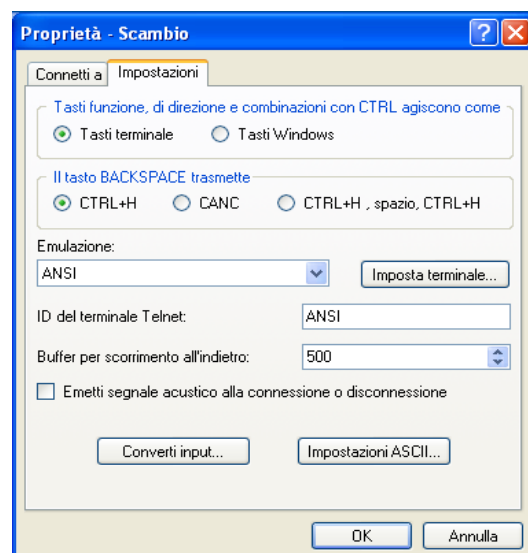 Proprietà - Scambio
Connetti a Impostazioni
Tasti funzione, di direzione e combinazioni con CTRL agiscono come
Tasti terminale Tasti Windows
Il tasto BACKSPACE trasmette
CTRL+H CANC CTRL+H , spazio, CTRL+H
Emulazione:
ANSI Imposta terminale...
ID del terminale Telnet: ANSI
Buffer per scorrimento all'indietro: 500
Emetti segnale acustico alla connessione o disconnessione
Converti input... Impostazioni ASCII...
OK Annulla